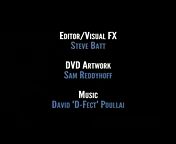 Editor/Visual FX
Steve Batt
DVD Artwork
Sam Reddyhoff
Music
David 'D-Fect' Poullai